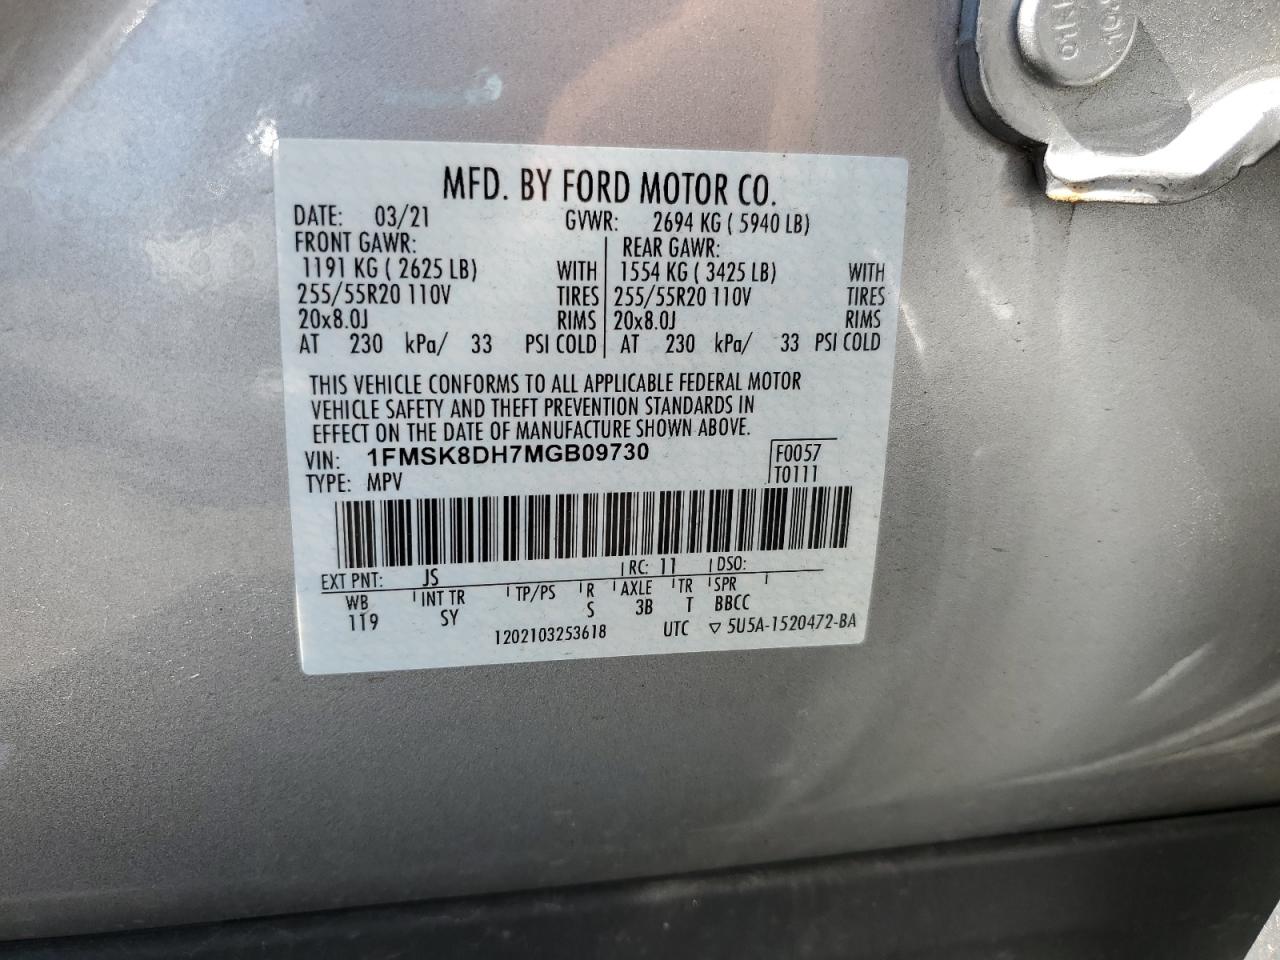 MFD. BY FORD MOTOR CO.
DATE: 03/21 GVWR: 2694 KG ( 5940 LB)
FRONT GAWR: REAR GAWR:
1191 KG ( 2625 LB) WITH 1554 KG ( 3425 LB) WITH
255/55R20 110V TIRES 255/55R20 110V TIRES
20x8.0J RIMS 20x8.0J RIMS
AT 230 kPa/ 33 PSI COLD AT 230 kPa/ 33 PSI COLD
THIS VEHICLE CONFORMS TO ALL APPLICABLE FEDERAL MOTOR
VEHICLE SAFETY AND THEFT PREVENTION STANDARDS IN
EFFECT ON THE DATE OF MANUFACTURE SHOWN ABOVE.
VIN: 1FMSK8DH7MGB09730 F0057
TYPE: MPV T0111
EXT PNT: JS RC: 11 DSO:
WB INT TR TP/PS R AXLE TR SPR
119 SY S 3B T BBCC
1202103253618 UTC ▽ 5U5A-1520472-BA